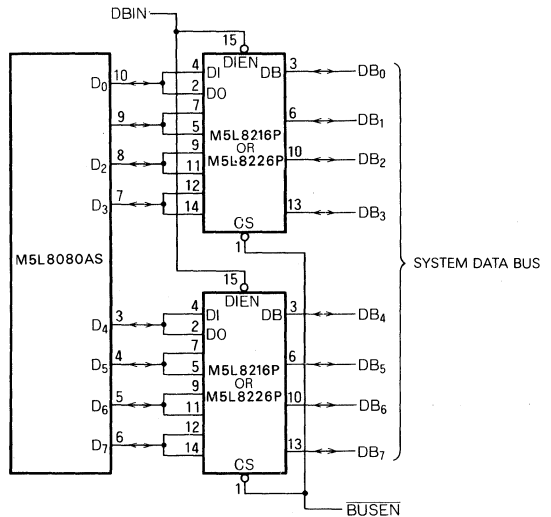 DBIN
15
D0 10 4 DI DIEN DB 3 DB0
2 DO
9 7 6 DB1
5 M5L8216P
D2 8 9 OR 10 DB2
11 M5L8226P
D3 7 12 13 DB3
14
CS
1
M5L8080AS
SYSTEM DATA BUS
15
DIEN
D4 3 4 DI DB 3 DB4
2 DO
D5 4 7 6 DB5
5 M5L8216P
OR
D6 5 9 M5L8226P 10 DB6
11
D7 6 12 13 DB7
14
CS
1
BUSEN